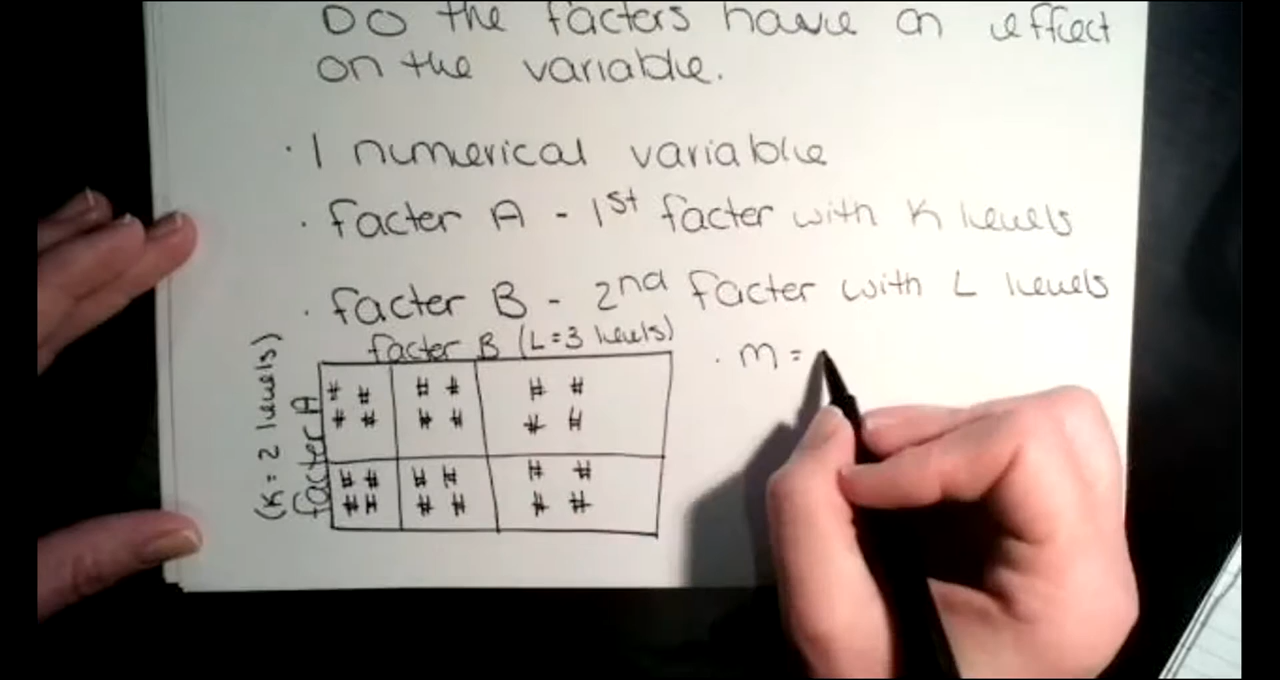 Do the facters have an effect
on the variable.
· 1 numerical variable
· facter A - 1st facter with K levels
· facter B - 2nd facter with L levels
facter B (L=3 levels)
· m =
(K = 2 levels)
facter A
# # # # # #
# # # # # #
# # # # # #
# # # # # #